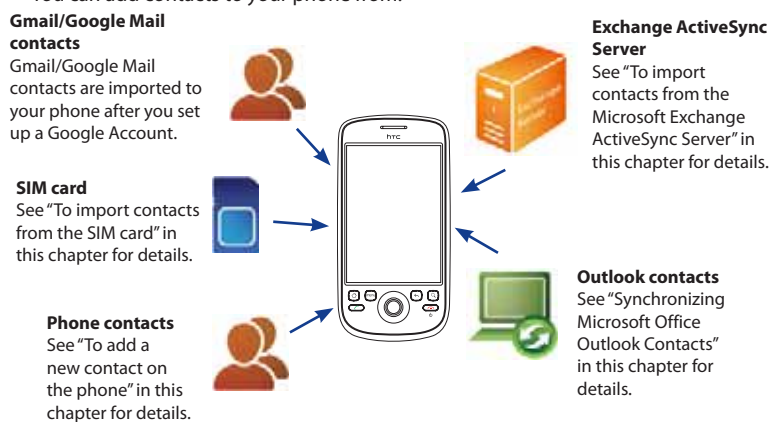 You can add contacts to your phone from:
Gmail/Google Mail
contacts
Gmail/Google Mail
contacts are imported to
your phone after you set
up a Google Account.
SIM card
See “To import contacts
from the SIM card” in
this chapter for details.
Phone contacts
See “To add a
new contact on
the phone” in this
chapter for details.
hTC
Exchange
Server
Exchange ActiveSync
Server
See “To import
contacts from the
Microsoft Exchange
ActiveSync Server” in
this chapter for details.
Outlook contacts
See “Synchronizing
Microsoft Office
Outlook Contacts”
in this chapter for
details.